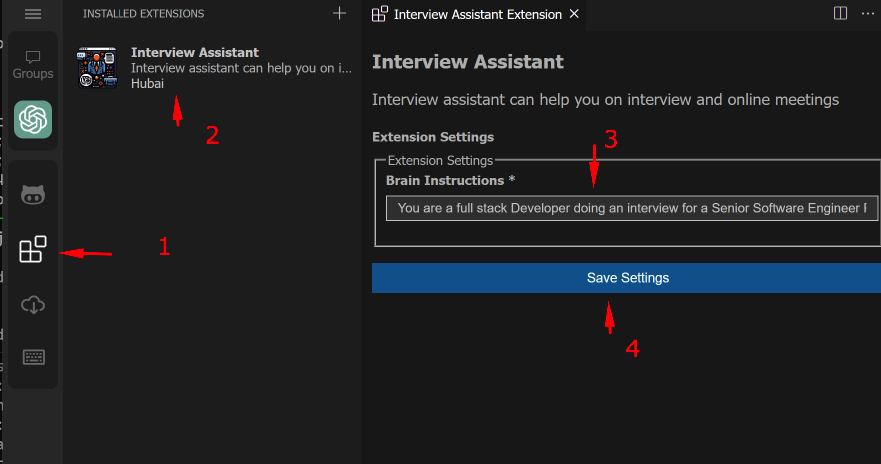 INSTALLED EXTENSIONS
Groups
Interview Assistant
Interview assistant can help you on i...
Hubai
1
2
Interview Assistant Extension
Interview Assistant
Interview assistant can help you on interview and online meetings
Extension Settings
3
Extension Settings
Brain Instructions *
You are a full stack Developer doing an interview for a Senior Software Engineer
Save Settings
4